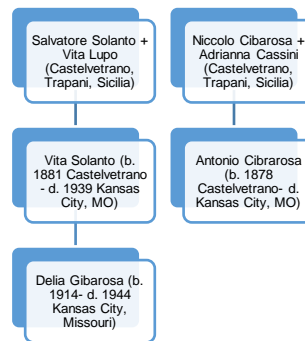 Salvatore Solanto +
Vita Lupo
(Castelvetrano,
Trapani, Sicilia)
Niccolo Cibarosa +
Adrianna Cassini
(Castelvetrano,
Trapani, Sicilia)
Vita Solanto (b.
1881 Castelvetrano
- d. 1939 Kansas
City, MO)
Antonio Cibrarosa
(b. 1878
Castelvetrano- d.
Kansas City, MO)
Delia Gibarosa (b.
1914- d. 1944
Kansas City,
Missouri)